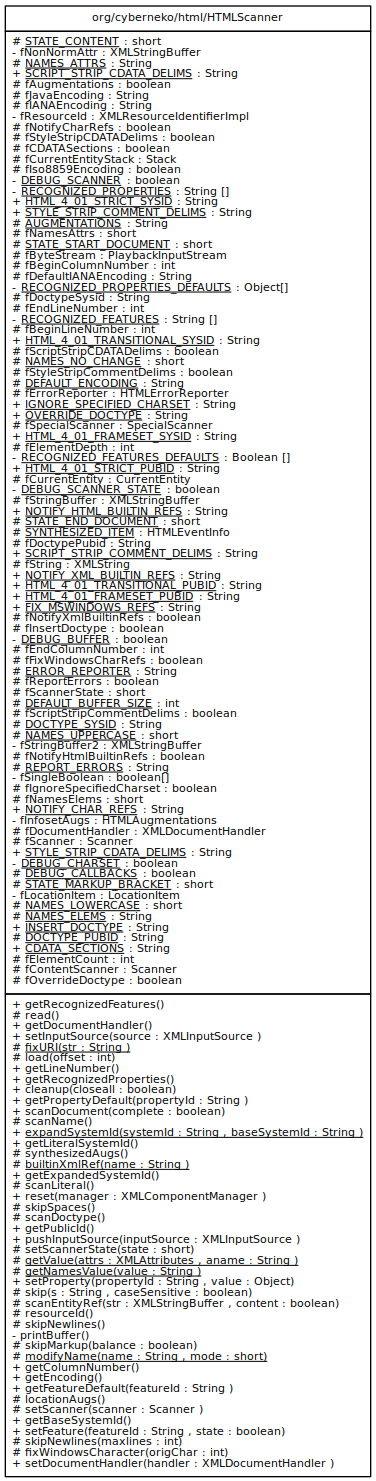 org/cyberneko/html/HTMLScanner
# STATE_CONTENT : short
- fNonNormAttr : XMLStringBuffer
# NAMES_ATTRS : String
+ SCRIPT_STRIP_CDATA_DELIMS : String
# fAugmentations : boolean
# fJavaEncoding : String
# fIANAEncoding : String
- fResourceId : XMLResourceIdentifierImpl
# fNotifyCharRefs : boolean
# fStyleStripCDATADelims : boolean
# fCDATASections : boolean
# fCurrentEntityStack : Stack
# fIso8859Encoding : boolean
- DEBUG_SCANNER : boolean
- RECOGNIZED_PROPERTIES : String []
+ HTML_4_01_STRICT_SYSID : String
+ STYLE_STRIP_COMMENT_DELIMS : String
# AUGMENTATIONS : String
# fNamesAttrs : short
# STATE_START_DOCUMENT : short
# fByteStream : PlaybackInputStream
# fBeginColumnNumber : int
# fDefaultIANAEncoding : String
- RECOGNIZED_PROPERTIES_DEFAULTS : Object[]
# fDoctypeSysid : String
# fEndLineNumber : int
- RECOGNIZED_FEATURES : String []
# fBeginLineNumber : int
+ HTML_4_01_TRANSITIONAL_SYSID : String
# fScriptStripCDATADelims : boolean
# NAMES_NO_CHANGE : short
# fStyleStripCommentDelims : boolean
# DEFAULT_ENCODING : String
# fErrorReporter : HTMLErrorReporter
+ IGNORE_SPECIFIED_CHARSET : String
+ OVERRIDE_DOCTYPE : String
# fSpecialScanner : SpecialScanner
+ HTML_4_01_FRAMESET_SYSID : String
# fElementDepth : int
- RECOGNIZED_FEATURES_DEFAULTS : Boolean []
+ HTML_4_01_STRICT_PUBID : String
# fCurrentEntity : CurrentEntity
- DEBUG_SCANNER_STATE : boolean
# fStringBuffer : XMLStringBuffer
+ NOTIFY_HTML_BUILTIN_REFS : String
# STATE_END_DOCUMENT : short
# SYNTHESIZED_ITEM : HTMLEventInfo
# fDoctypePubid : String
+ SCRIPT_STRIP_COMMENT_DELIMS : String
# fString : XMLString
+ NOTIFY_XML_BUILTIN_REFS : String
+ HTML_4_01_TRANSITIONAL_PUBID : String
+ HTML_4_01_FRAMESET_PUBID : String
+ FIX_MSWINDOWS_REFS : String
# fNotifyXmlBuiltinRefs : boolean
# fInsertDoctype : boolean
- DEBUG_BUFFER : boolean
# fEndColumnNumber : int
# fFixWindowsCharRefs : boolean
# ERROR_REPORTER : String
# fReportErrors : boolean
# fScannerState : short
# DEFAULT_BUFFER_SIZE : int
# fScriptStripCommentDelims : boolean
# DOCTYPE_SYSID : String
# NAMES_UPPERCASE : short
- fStringBuffer2 : XMLStringBuffer
# fNotifyHtmlBuiltinRefs : boolean
# REPORT_ERRORS : String
- fSingleBoolean : boolean[]
# fIgnoreSpecifiedCharset : boolean
# fNamesElems : short
+ NOTIFY_CHAR_REFS : String
- fInfosetAugs : HTMLAugmentations
# fDocumentHandler : XMLDocumentHandler
# fScanner : Scanner
+ STYLE_STRIP_CDATA_DELIMS : String
- DEBUG_CHARSET : boolean
# DEBUG_CALLBACKS : boolean
# STATE_MARKUP_BRACKET : short
- fLocationItem : LocationItem
# NAMES_LOWERCASE : short
# NAMES_ELEMS : String
+ INSERT_DOCTYPE : String
# DOCTYPE_PUBID : String
+ CDATA_SECTIONS : String
# fElementCount : int
# fContentScanner : Scanner
# fOverrideDoctype : boolean
+ getRecognizedFeatures()
# read()
+ getDocumentHandler()
+ setInputSource(source : XMLInputSource )
# fixURI(str : String )
# load(offset : int)
+ getLineNumber()
+ getRecognizedProperties()
+ cleanup(closeall : boolean)
+ getPropertyDefault(propertyId : String )
+ scanDocument(complete : boolean)
# scanName()
+ expandSystemId(systemId : String , baseSystemId : String )
+ getLiteralSystemId()
# synthesizedAugs()
# builtinXmlRef(name : String )
+ getExpandedSystemId()
# scanLiteral()
+ reset(manager : XMLComponentManager )
# skipSpaces()
# scanDoctype()
+ getPublicId()
+ pushInputSource(inputSource : XMLInputSource )
# setScannerState(state : short)
# getValue(attrs : XMLAttributes , aname : String )
# getNamesValue(value : String )
+ setProperty(propertyId : String , value : Object)
# skip(s : String , caseSensitive : boolean)
# scanEntityRef(str : XMLStringBuffer , content : boolean)
# resourceId()
# skipNewlines()
- printBuffer()
# skipMarkup(balance : boolean)
# modifyName(name : String , mode : short)
+ getColumnNumber()
+ getEncoding()
+ getFeatureDefault(featureId : String )
# locationAugs()
# setScanner(scanner : Scanner )
+ getBaseSystemId()
+ setFeature(featureId : String , state : boolean)
# skipNewlines(maxlines : int)
# fixWindowsCharacter(origChar : int)
+ setDocumentHandler(handler : XMLDocumentHandler )